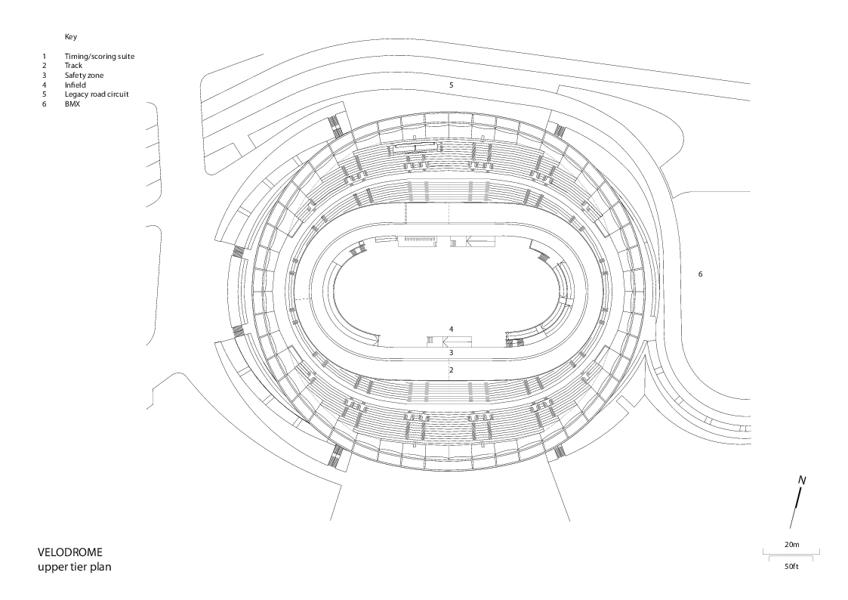 Key
1 Timing/scoring suite
2 Track
3 Safety zone
4 Infield
5 Legacy road circuit
6 BMX
5
1
6
4
3
2
N
20m
50ft
VELODROME
upper tier plan